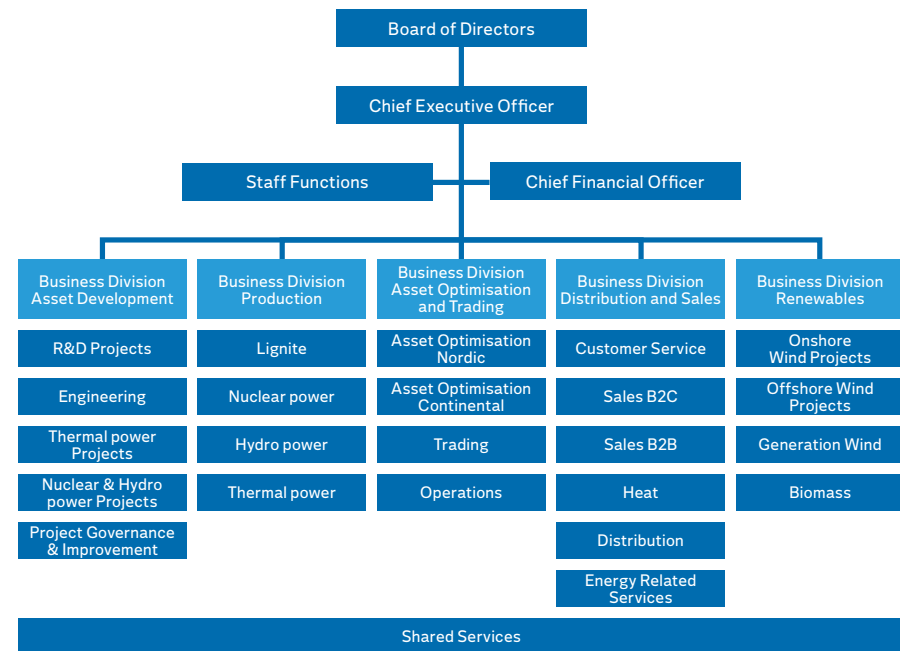 Board of Directors
Chief Executive Officer
Staff Functions
Chief Financial Officer
Business Division
Asset Development
R&D Projects
Engineering
Thermal power
Projects
Nuclear & Hydro
power Projects
Project Governance
& Improvement
Business Division
Production
Lignite
Nuclear power
Hydro power
Thermal power
Business Division
Asset Optimisation
and Trading
Asset Optimisation
Nordic
Asset Optimisation
Continental
Trading
Operations
Business Division
Distribution and Sales
Customer Service
Sales B2C
Sales B2B
Heat
Distribution
Energy Related
Services
Business Division
Renewables
Onshore
Wind Projects
Offshore Wind
Projects
Generation Wind
Biomass
Shared Services